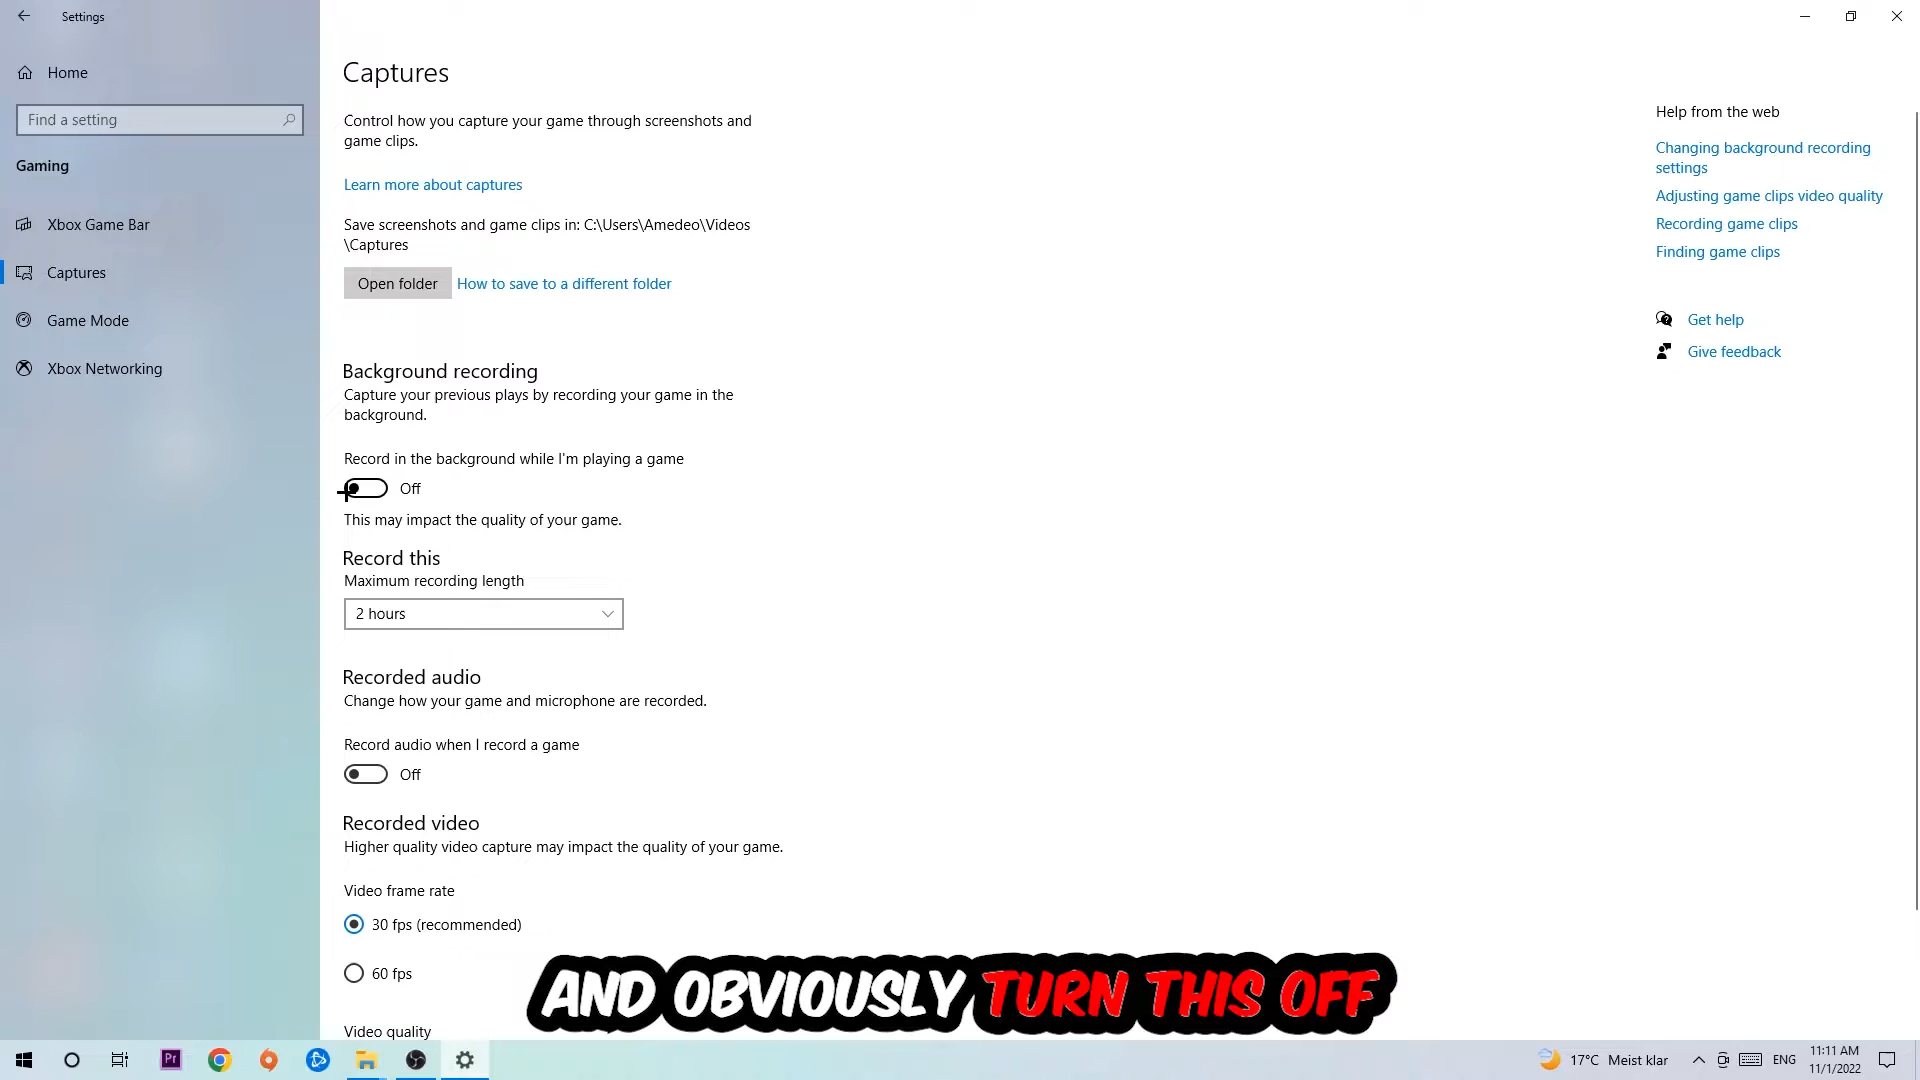 Settings
Home
Find a setting
Gaming
Xbox Game Bar
Captures
Game Mode
Xbox Networking
Captures
Control how you capture your game through screenshots and
game clips.
Learn more about captures
Save screenshots and game clips in: C:\Users\Amedeo\Videos
\Captures
Open folder
How to save to a different folder
Background recording
Capture your previous plays by recording your game in the
background.
Record in the background while I'm playing a game
Off
This may impact the quality of your game.
Record this
Maximum recording length
2 hours
Recorded audio
Change how your game and microphone are recorded.
Record audio when I record a game
Off
Recorded video
Higher quality video capture may impact the quality of your game.
Video frame rate
30 fps (recommended)
60 fps
Video quality
Help from the web
Changing background recording
settings
Adjusting game clips video quality
Recording game clips
Finding game clips
Get help
Give feedback
AND OBVIOUSLY TURN THIS OFF
Pr
17°C Meist klar
ENG
11:11 AM
11/1/2022